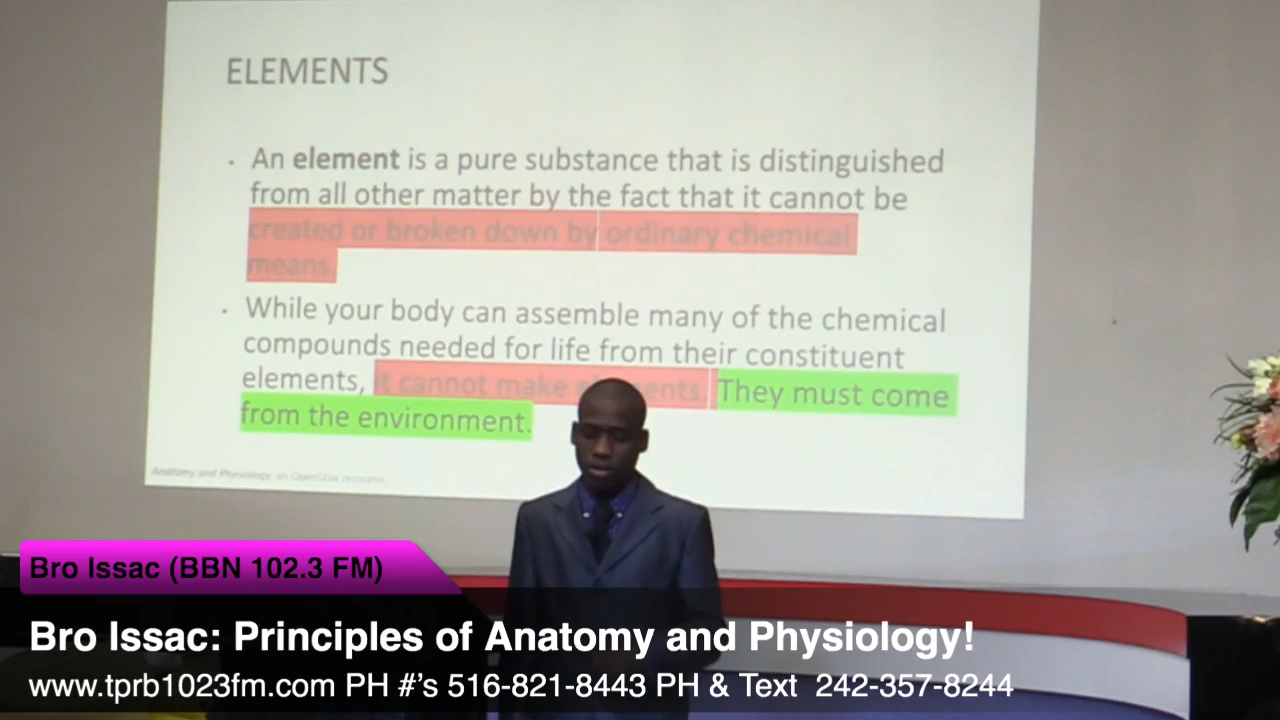 ELEMENTS
· An element is a pure substance that is distinguished
from all other matter by the fact that it cannot be
created or broken down by ordinary chemical
means.
· While your body can assemble many of the chemical
compounds needed for life from their constituent
elements, it cannot make ents. They must come
from the environment.
Anatomy and Physiology, an OpenStax resource
Bro Issac (BBN 102.3 FM)
Bro Issac: Principles of Anatomy and Physiology!
www.tprb1023fm.com PH #'s 516-821-8443 PH & Text 242-357-8244